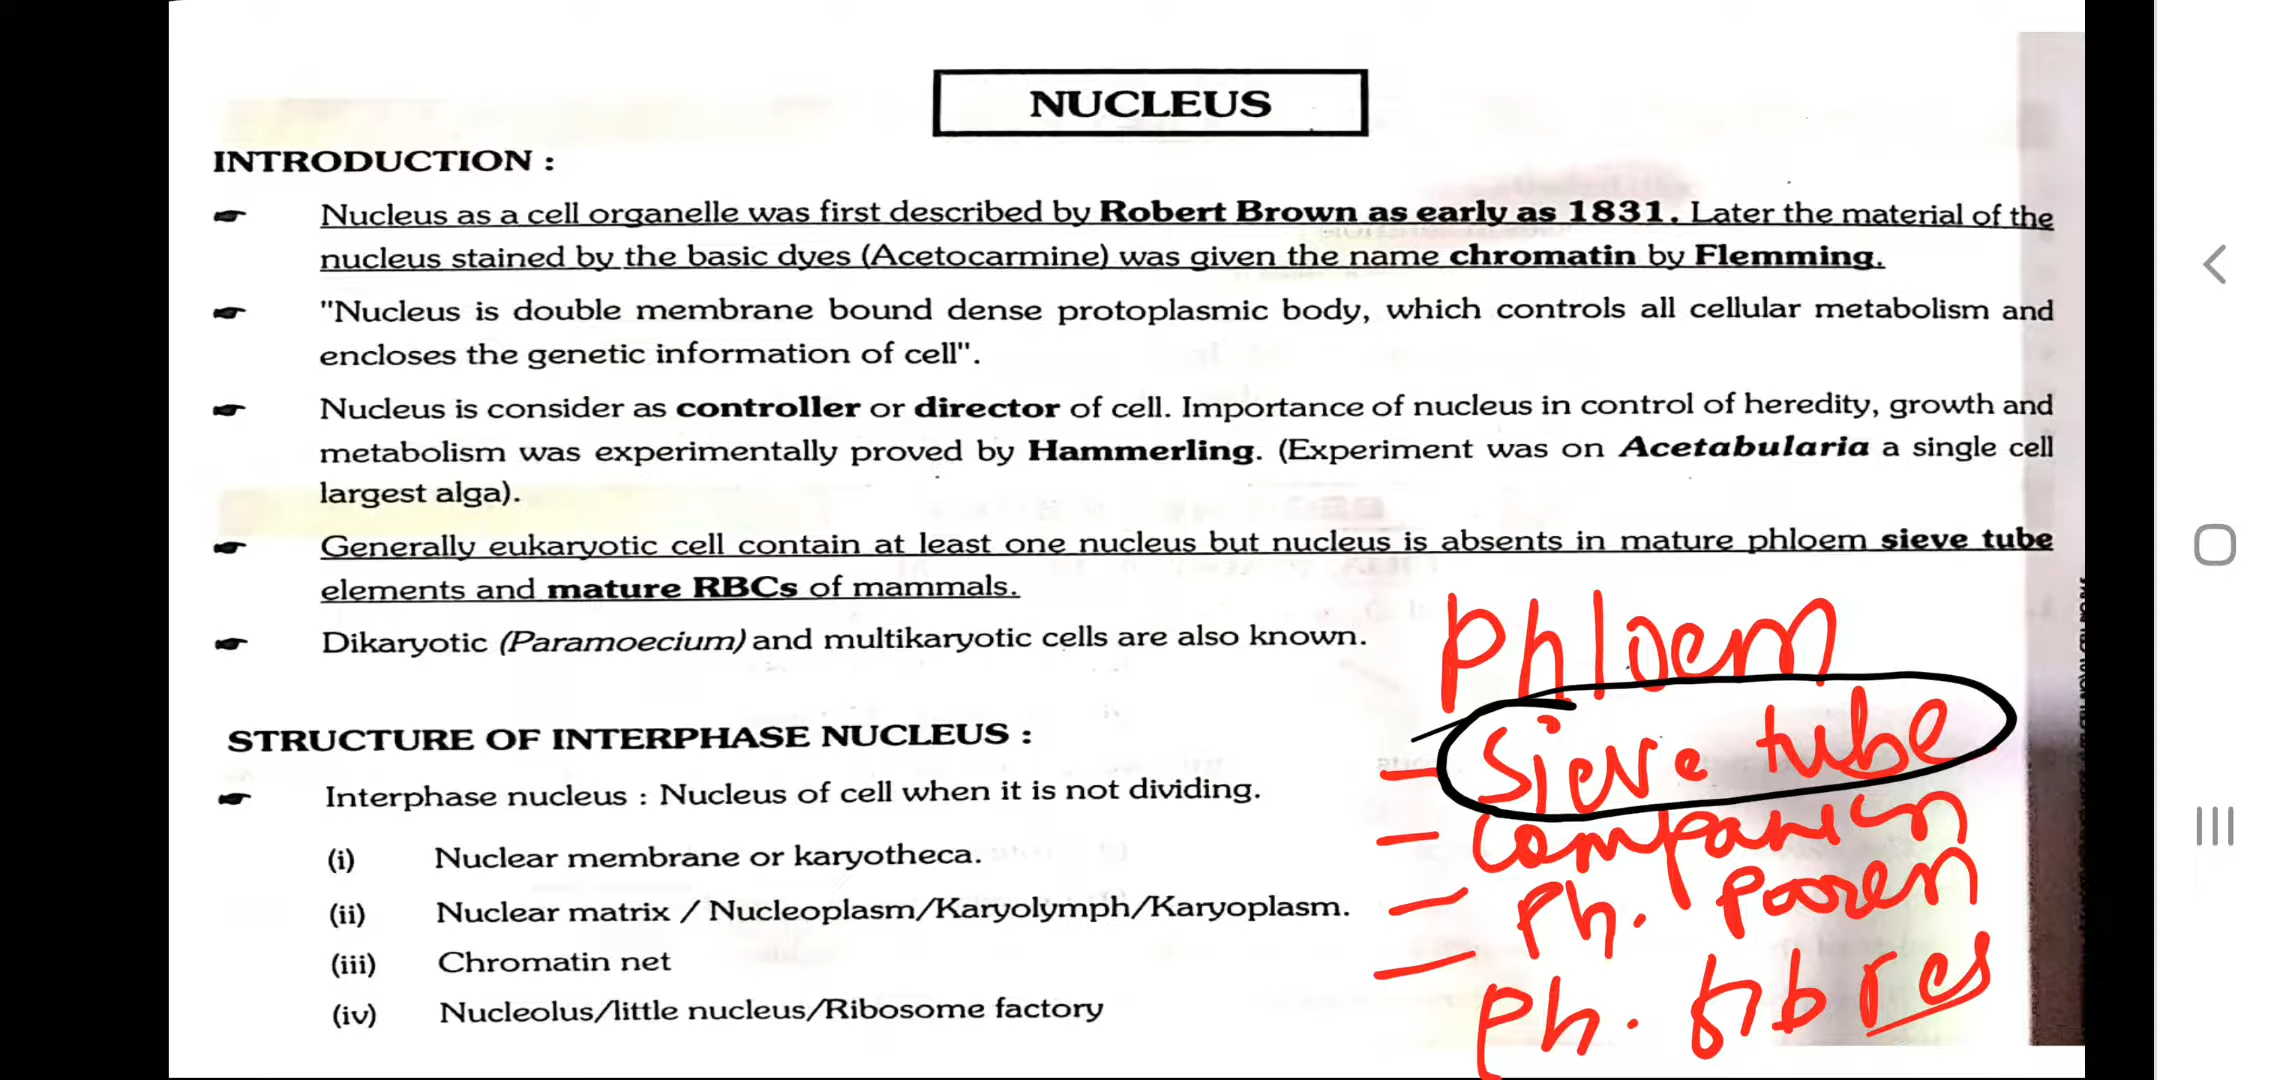 NUCLEUS
INTRODUCTION :
Nucleus as a cell organelle was first described by Robert Brown as early as 1831. Later the material of the
nucleus stained by the basic dyes (Acetocarmine) was given the name chromatin by Flemming.
"Nucleus is double membrane bound dense protoplasmic body, which controls all cellular metabolism and
encloses the genetic information of cell".
Nucleus is consider as controller or director of cell. Importance of nucleus in control of heredity, growth and
metabolism was experimentally proved by Hammerling. (Experiment was on Acetabularia a single cell
largest alga).
Generally eukaryotic cell contain at least one nucleus but nucleus is absents in mature phloem sieve tube
elements and mature RBCs of mammals.
Dikaryotic (Paramoecium) and multikaryotic cells are also known.
Phloem
STRUCTURE OF INTERPHASE NUCLEUS :
- Sieve tube
Interphase nucleus : Nucleus of cell when it is not dividing.
- Companion
(i) Nuclear membrane or karyotheca.
(ii) Nuclear matrix / Nucleoplasm/Karyolymph/Karyoplasm.
- Ph.
(iii) Chromatin net
- Ph. fibres
(iv) Nucleolus/little nucleus/Ribosome factory